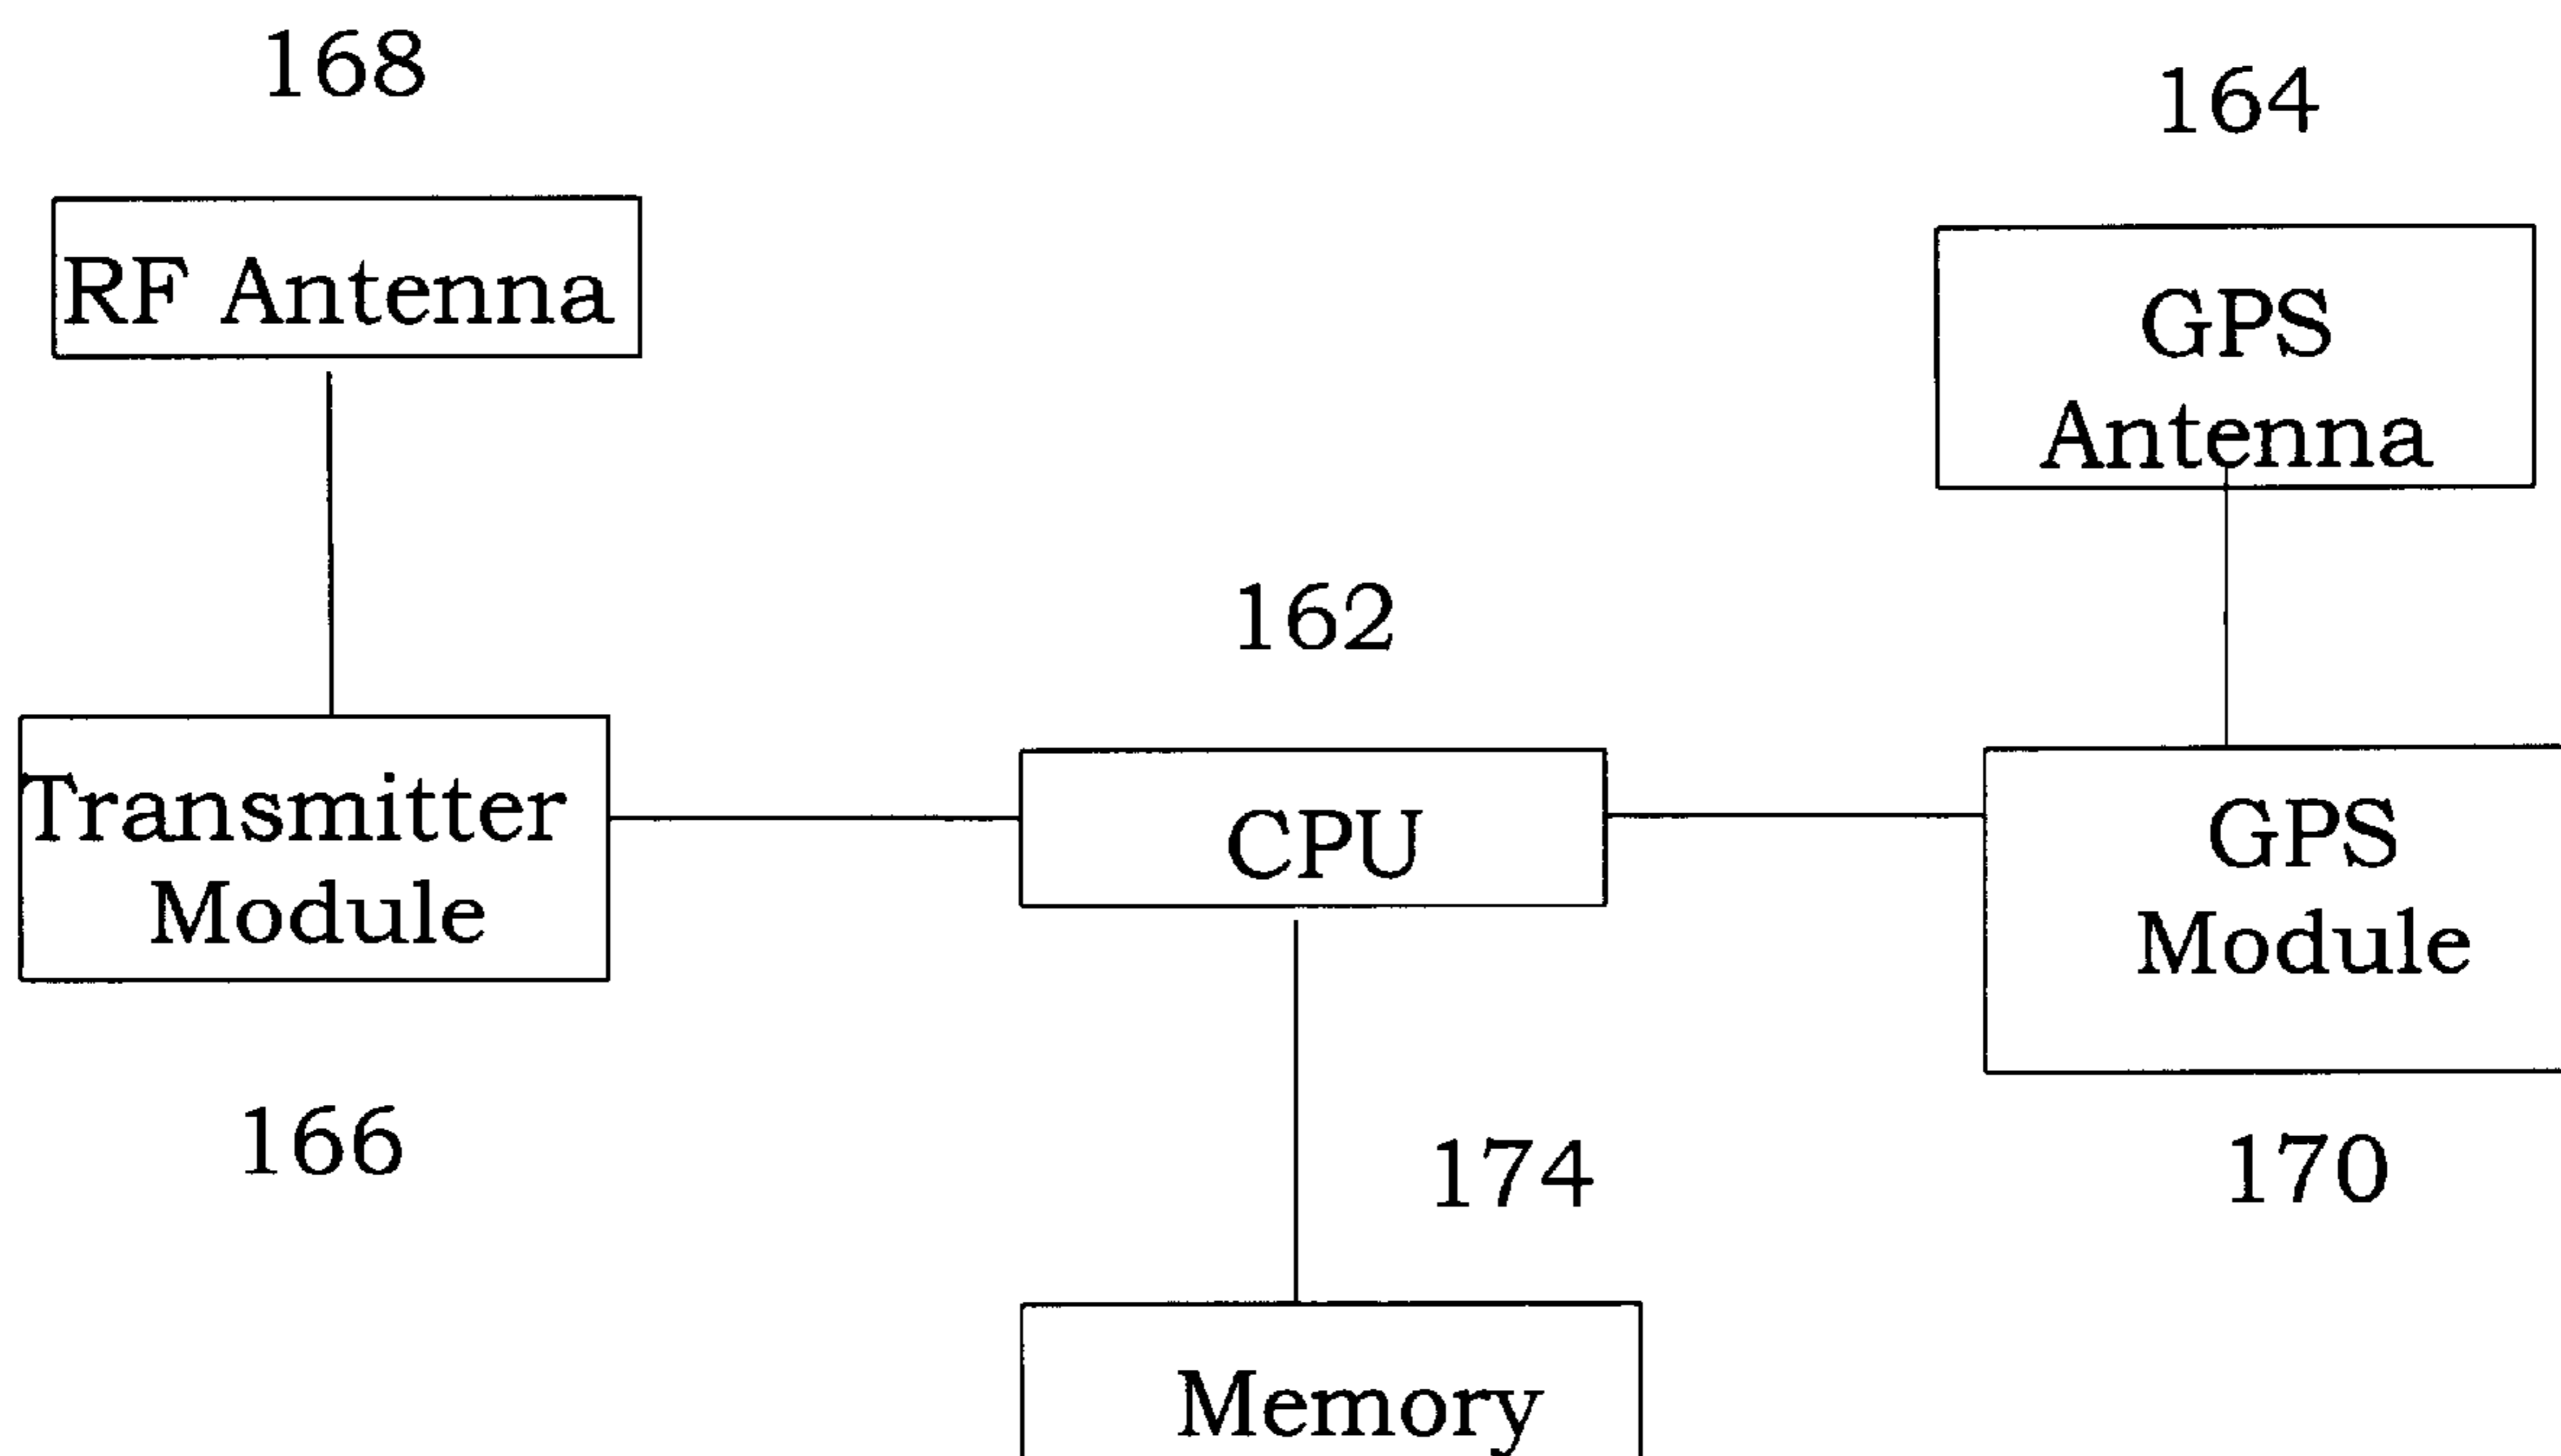 168
164
RF Antenna
GPS
Antenna
162
Transmitter
Module
CPU
GPS
Module
166
174
170
Memory